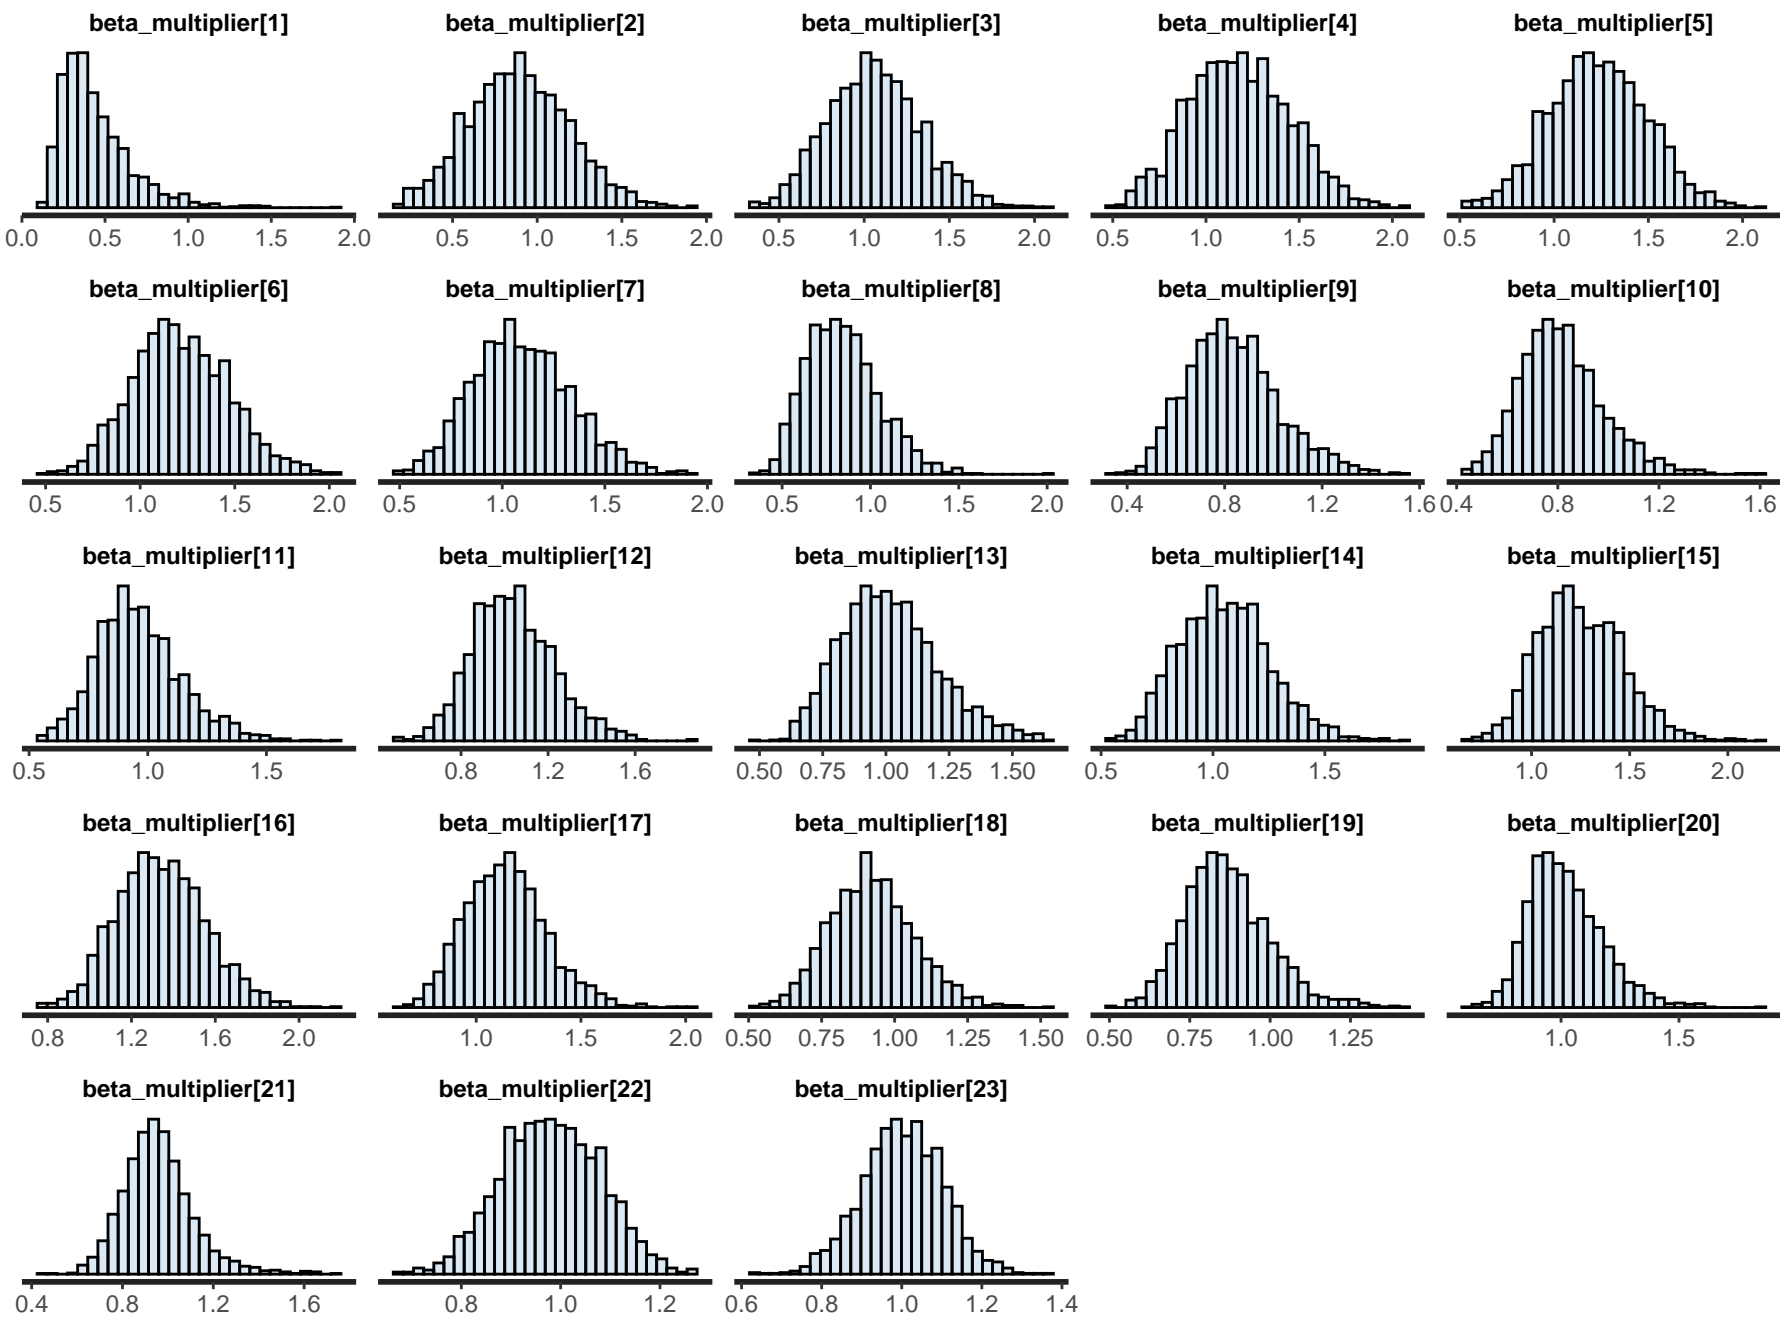 beta_multiplier[1] beta_multiplier[2] beta_multiplier[3] beta_multiplier[4] beta_multiplier[5]
0.0 0.5 1.0 1.5 2.0 0.5 1.0 1.5 2.0 0.5 1.0 1.5 2.0 0.5 1.0 1.5 2.0 0.5 1.0 1.5 2.0
beta_multiplier[6] beta_multiplier[7] beta_multiplier[8] beta_multiplier[9] beta_multiplier[10]
0.5 1.0 1.5 2.0 0.5 1.0 1.5 2.0 0.5 1.0 1.5 2.0 0.4 0.8 1.2 1.6 0.4 0.8 1.2 1.6
beta_multiplier[11] beta_multiplier[12] beta_multiplier[13] beta_multiplier[14] beta_multiplier[15]
0.5 1.0 1.5 0.8 1.2 1.6 0.50 0.75 1.00 1.25 1.50 0.5 1.0 1.5 1.0 1.5 2.0
beta_multiplier[16] beta_multiplier[17] beta_multiplier[18] beta_multiplier[19] beta_multiplier[20]
0.8 1.2 1.6 2.0 1.0 1.5 2.0 0.50 0.75 1.00 1.25 1.50 0.50 0.75 1.00 1.25 1.0 1.5
beta_multiplier[21] beta_multiplier[22] beta_multiplier[23]
0.4 0.8 1.2 1.6 0.8 1.0 1.2 0.6 0.8 1.0 1.2 1.4